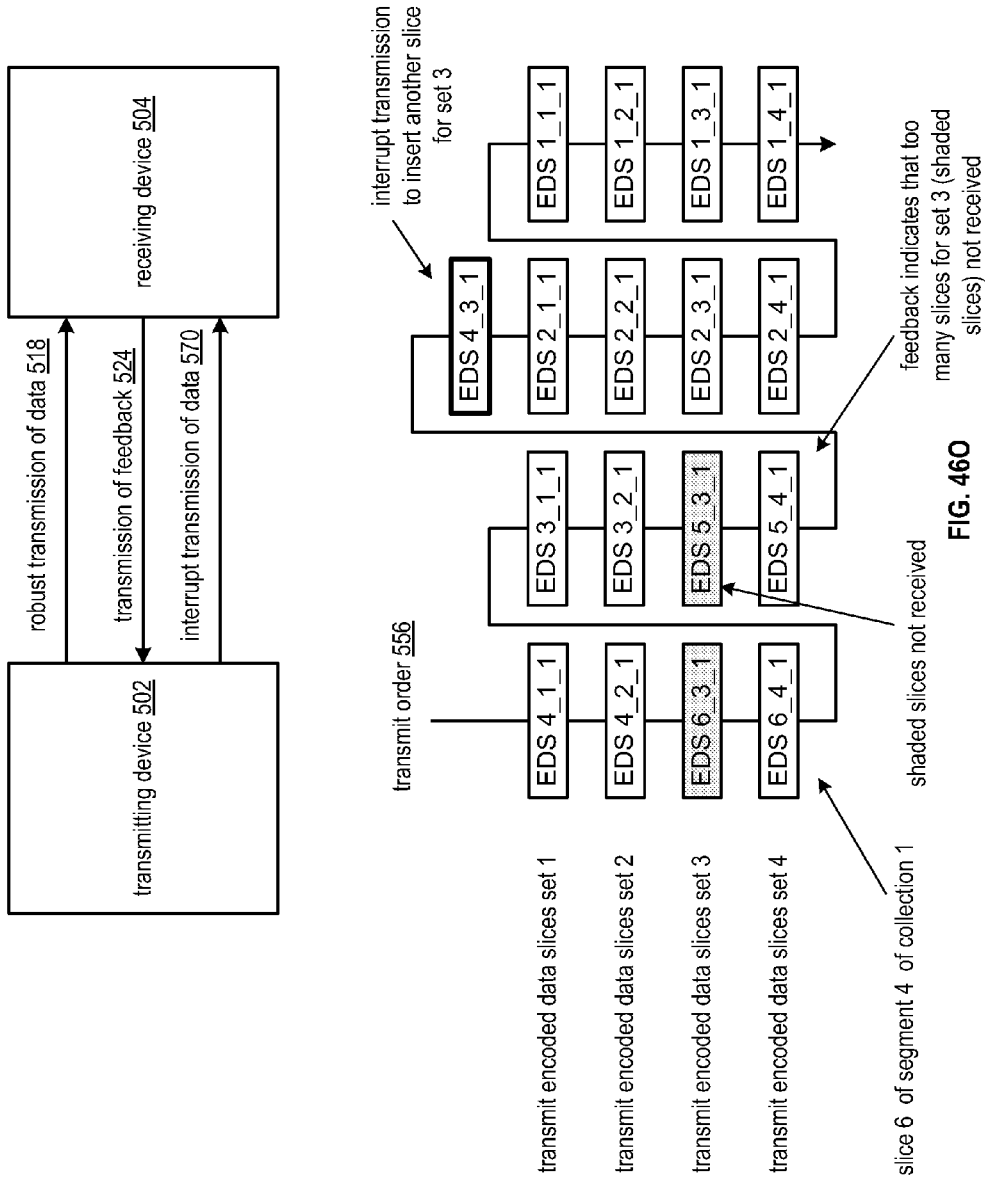 transmitting device 502
robust transmission of data 518
transmission of feedback 524
interrupt transmission of data 570
receiving device 504
transmit order 556
interrupt transmission
to insert another slice
for set 3
EDS 4_3_1
transmit encoded data slices set 1
EDS 4_1_1
EDS 3_1_1
EDS 2_1_1
EDS 1_1_1
transmit encoded data slices set 2
EDS 4_2_1
EDS 3_2_1
EDS 2_2_1
EDS 1_2_1
transmit encoded data slices set 3
EDS 6_3_1
EDS 5_3_1
EDS 2_3_1
EDS 1_3_1
transmit encoded data slices set 4
EDS 6_4_1
EDS 5_4_1
EDS 2_4_1
EDS 1_4_1
slice 6 of segment 4 of collection 1
shaded slices not received
feedback indicates that too
many slices for set 3 (shaded
slices) not received
FIG. 46O